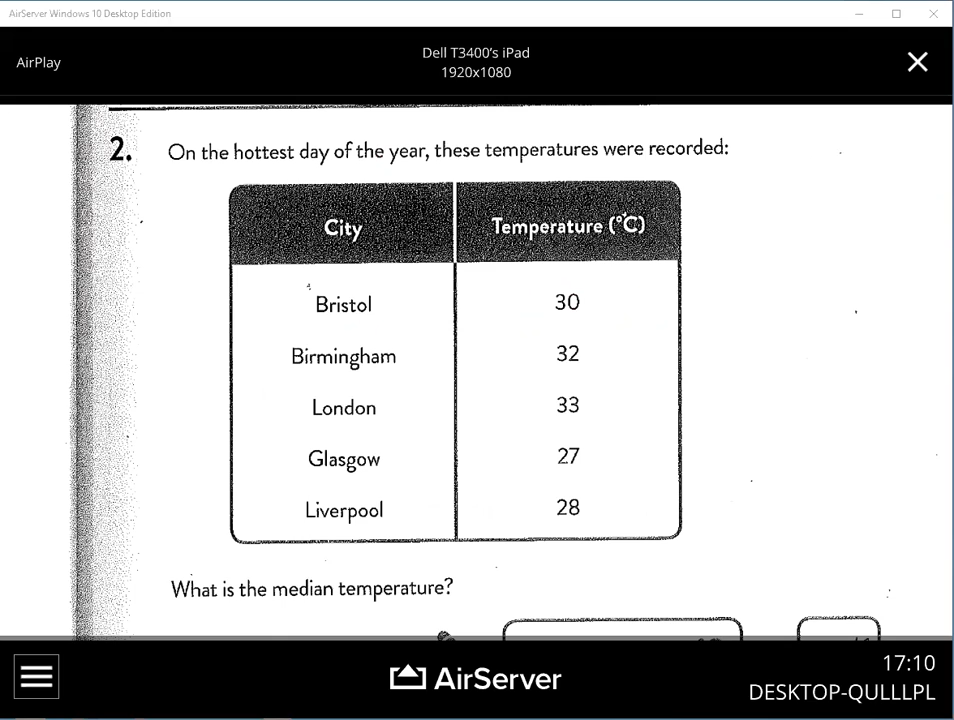 AirServer Windows 10 Desktop Edition
AirPlay
Dell T3400's iPad
1920x1080
2. On the hottest day of the year, these temperatures were recorded:
City Temperature (°C)
Bristol 30
Birmingham 32
London 33
Glasgow 27
Liverpool 28
What is the median temperature?
AirServer
17:10
DESKTOP-QULLLPL